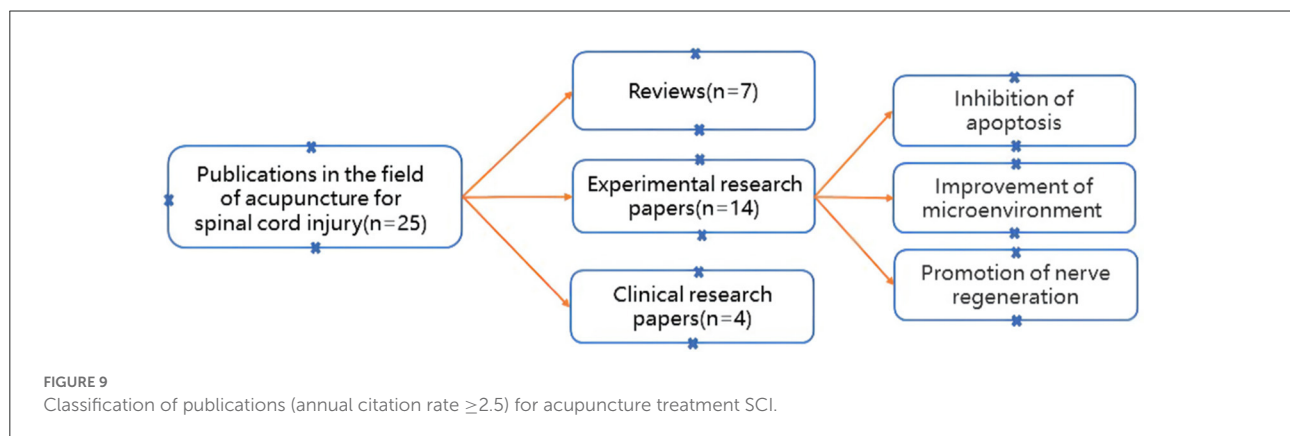 Publications in the field
of acupuncture for
spinal cord injury(n=25)
Reviews(n=7)
Experimental research
papers(n=14)
Clinical research
papers(n=4)
Inhibition of
apoptosis
Improvement of
microenvironment
Promotion of nerve
regeneration
FIGURE 9
Classification of publications (annual citation rate ≥2.5) for acupuncture treatment SCI.